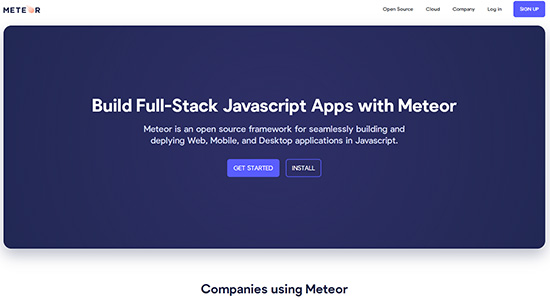 METEOR Open Source Cloud Company Log in SIGN UP
Build Full-Stack Javascript Apps with Meteor
Meteor is an open source framework for seamlessly building and
deplying Web, Mobile, and Desktop applications in Javascript.
GET STARTED INSTALL
Companies using Meteor